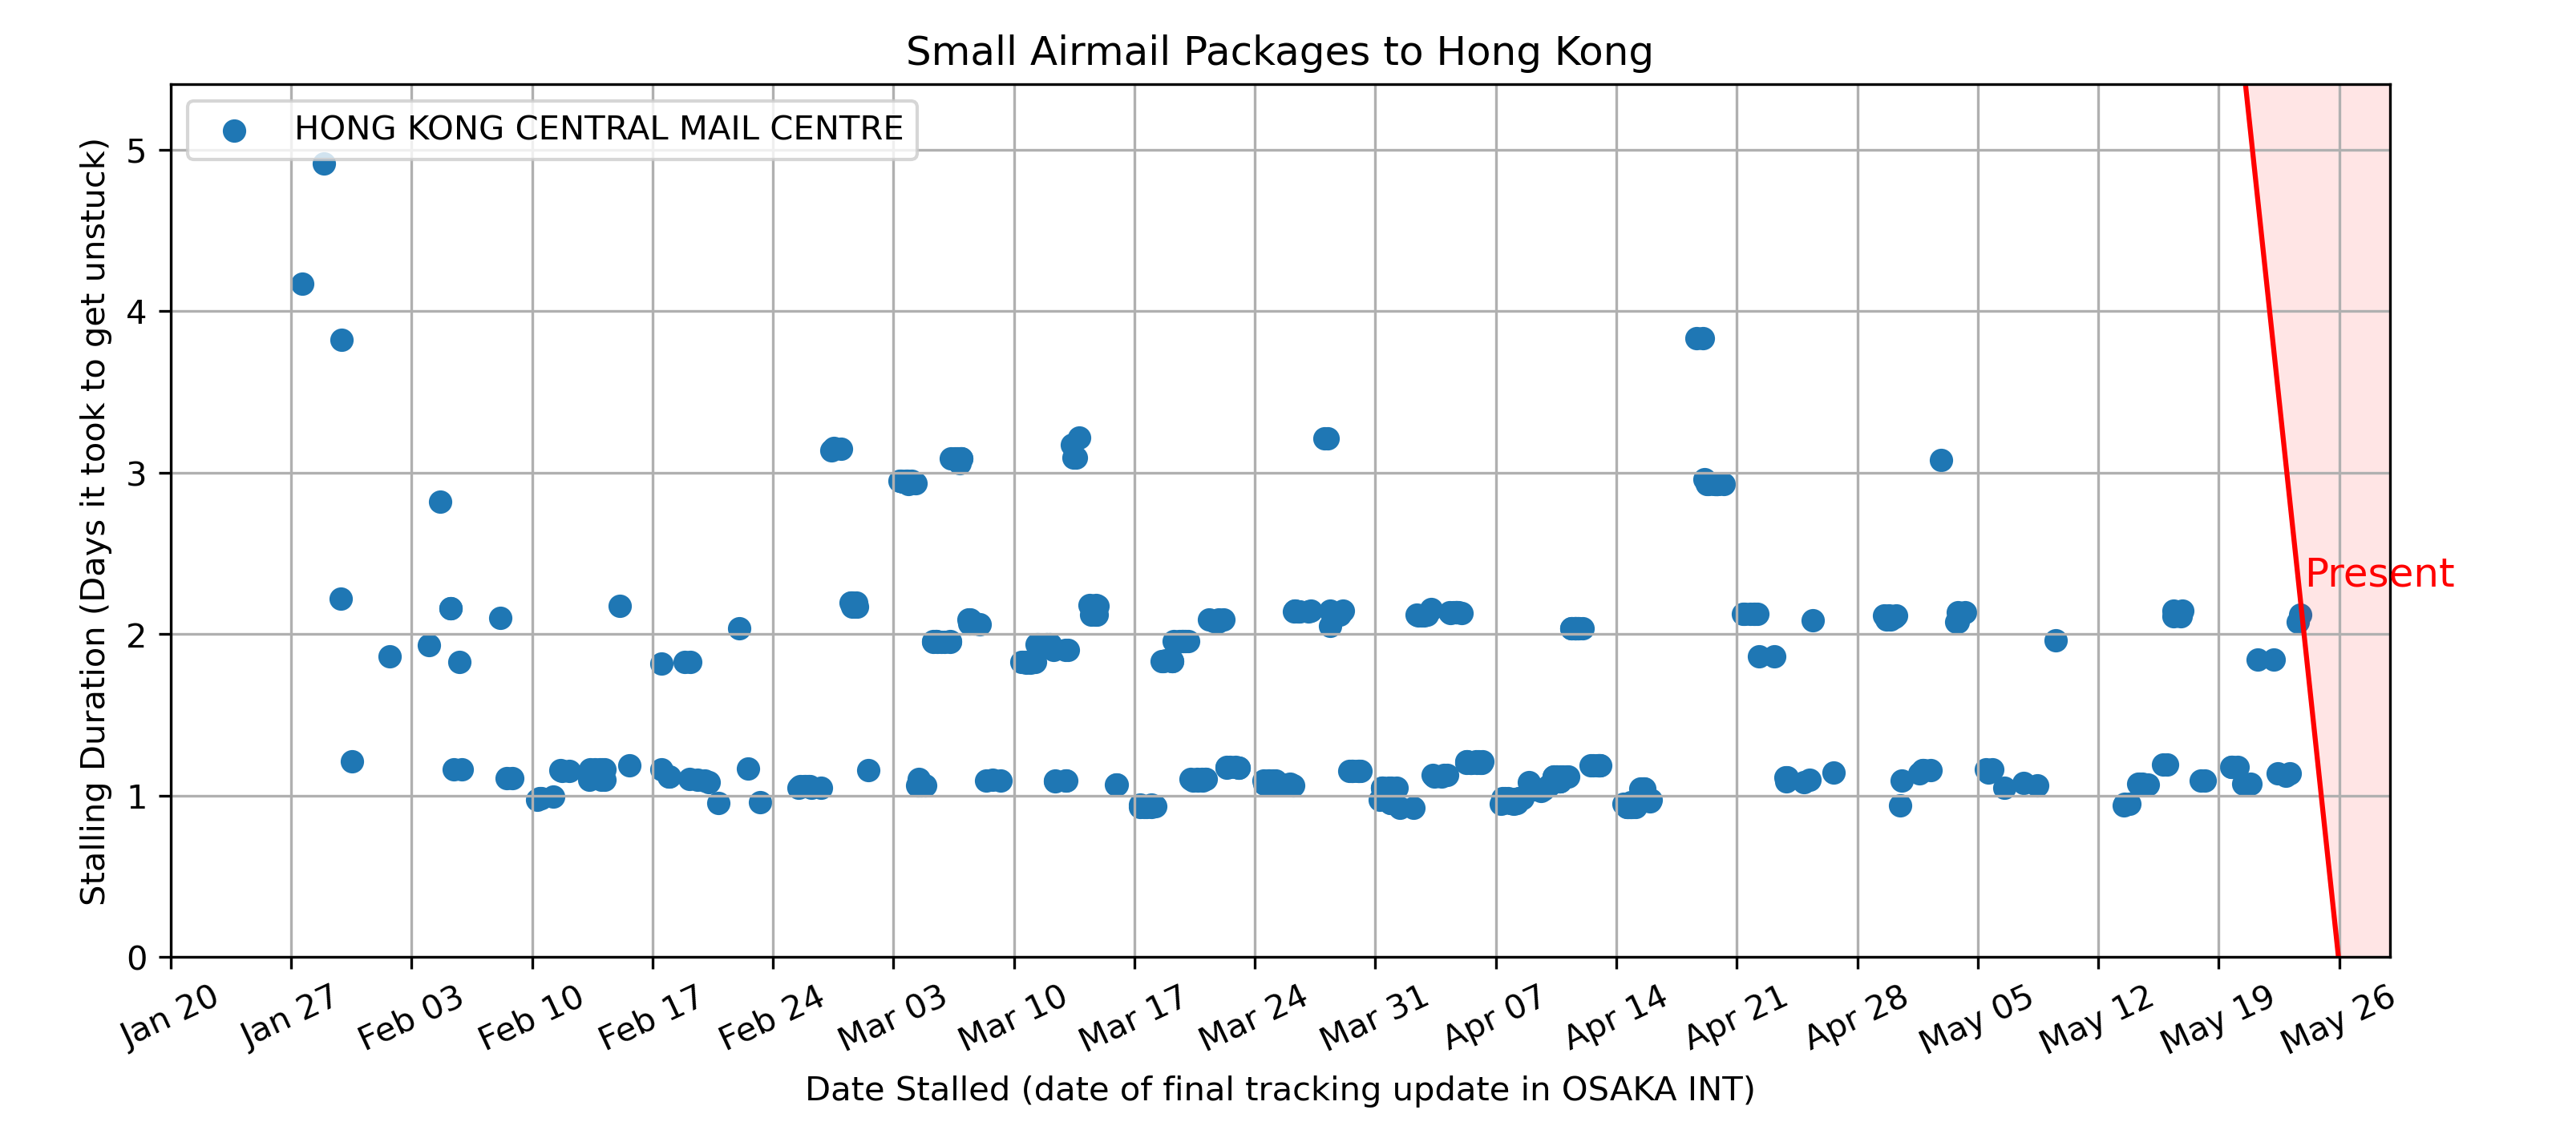 Small Airmail Packages to Hong Kong
HONG KONG CENTRAL MAIL CENTRE
Stalling Duration (Days it took to get unstuck)
5
4
3
2
1
0
Present
Jan 20
Jan 27
Feb 03
Feb 10
Feb 17
Feb 24
Mar 03
Mar 10
Mar 17
Mar 24
Mar 31
Apr 07
Apr 14
Apr 21
Apr 28
May 05
May 12
May 19
May 26
Date Stalled (date of final tracking update in OSAKA INT)